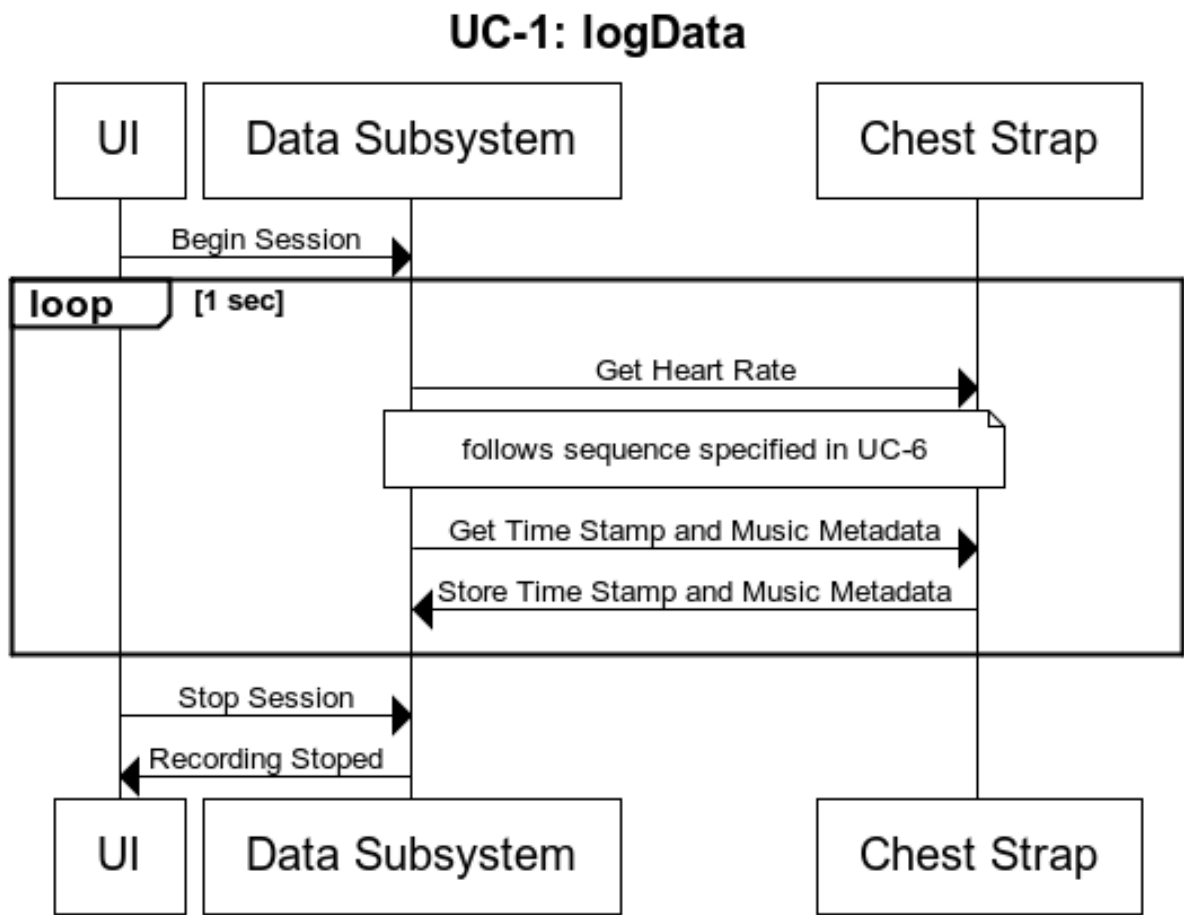 UC-1: logData
UI
Data Subsystem
Chest Strap
Begin Session
loop
[1 sec]
Get Heart Rate
follows sequence specified in UC-6
Get Time Stamp and Music Metadada
Store Time Stamp and Music Metadada
Stop Session
Recording Stoped
UI
Data Subsystem
Chest Strap